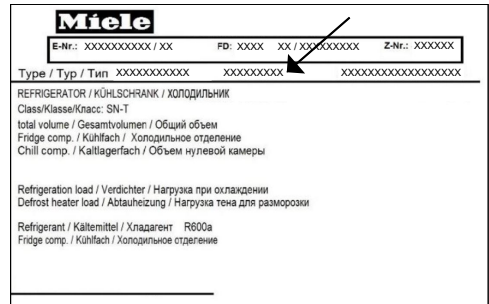 Miele
E-Nr.: XXXXXXXXXX / XX FD: XXXX XX / XXXXXXXXX Z-Nr.: XXXXXX
Type / Typ / Тип XXXXXXXXXXX XXXXXXXXX XXXXXXXXXXXXXXXXXX
REFRIGERATOR / KÜHLSCHRANK / ХОЛОДИЛЬНИК
Class/Klasse/Класс: SN-T
total volume / Gesamtvolumen / Общий объем
Fridge comp. / Kühlfach / Холодильное отделение
Chill comp. / Kaltlagerfach / Объем нулевой камеры
Refrigeration load / Verdichter / Нагрузка при охлаждении
Defrost heater load / Abtauheizung / Нагрузка тена для разморозки
Refrigerant / Kältemittel / Хладагент R600a
Fridge comp. / Kühlfach / Холодильное отделение